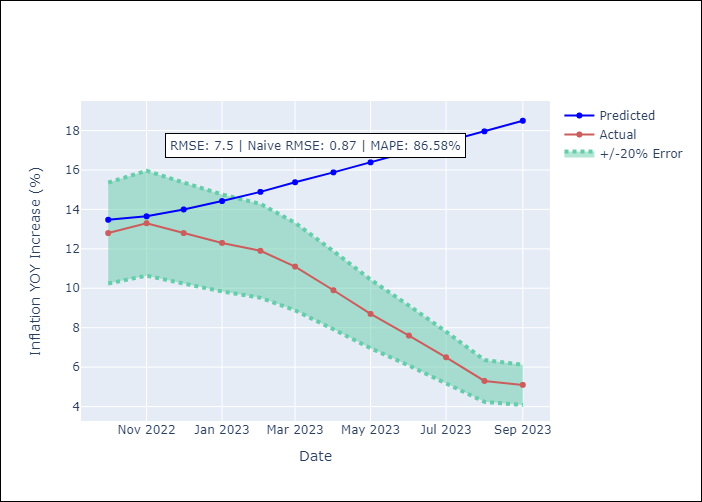 RMSE: 7.5 | Naive RMSE: 0.87 | MAPE: 86.58%
Predicted
Actual
+/-20% Error
Inflation YOY Increase (%)
18
16
14
12
10
8
6
4
Nov 2022
Jan 2023
Mar 2023
May 2023
Jul 2023
Sep 2023
Date